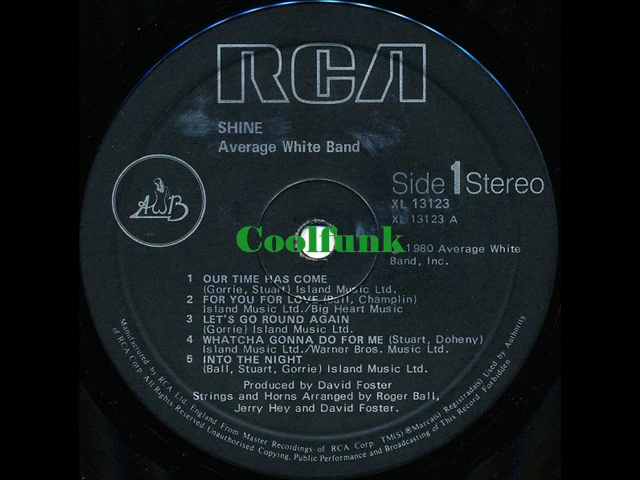 RCA
SHINE
Average White Band
AWB
Side 1 Stereo
XL 13123
XL 13123 A
Coolfunk
1980 Average White
Band, Inc.
1 OUR TIME HAS COME
(Gorrie, Stuart) Island Music Ltd.
2 FOR YOU FOR LOVE (Ball, Champlin)
Island Music Ltd./Big Heart Music
3 LET'S GO ROUND AGAIN
(Gorrie) Island Music Ltd.
4 WHATCHA GONNA DO FOR ME (Stuart, Doheny)
Island Music Ltd./Warner Bros. Music Ltd.
5 INTO THE NIGHT
(Ball, Stuart, Gorrie) Island Music Ltd.
Produced by David Foster
Strings and Horns Arranged by Roger Ball,
Jerry Hey and David Foster.
Manufactured by RCA Ltd. England From Master Recordings of RCA Corp. TM(S)®Marca(s) Registrada(s) Used by Authority
of RCA Corp. All Rights Reserved Unauthorised Copying, Public Performance and Broadcasting of This Record Forbidden